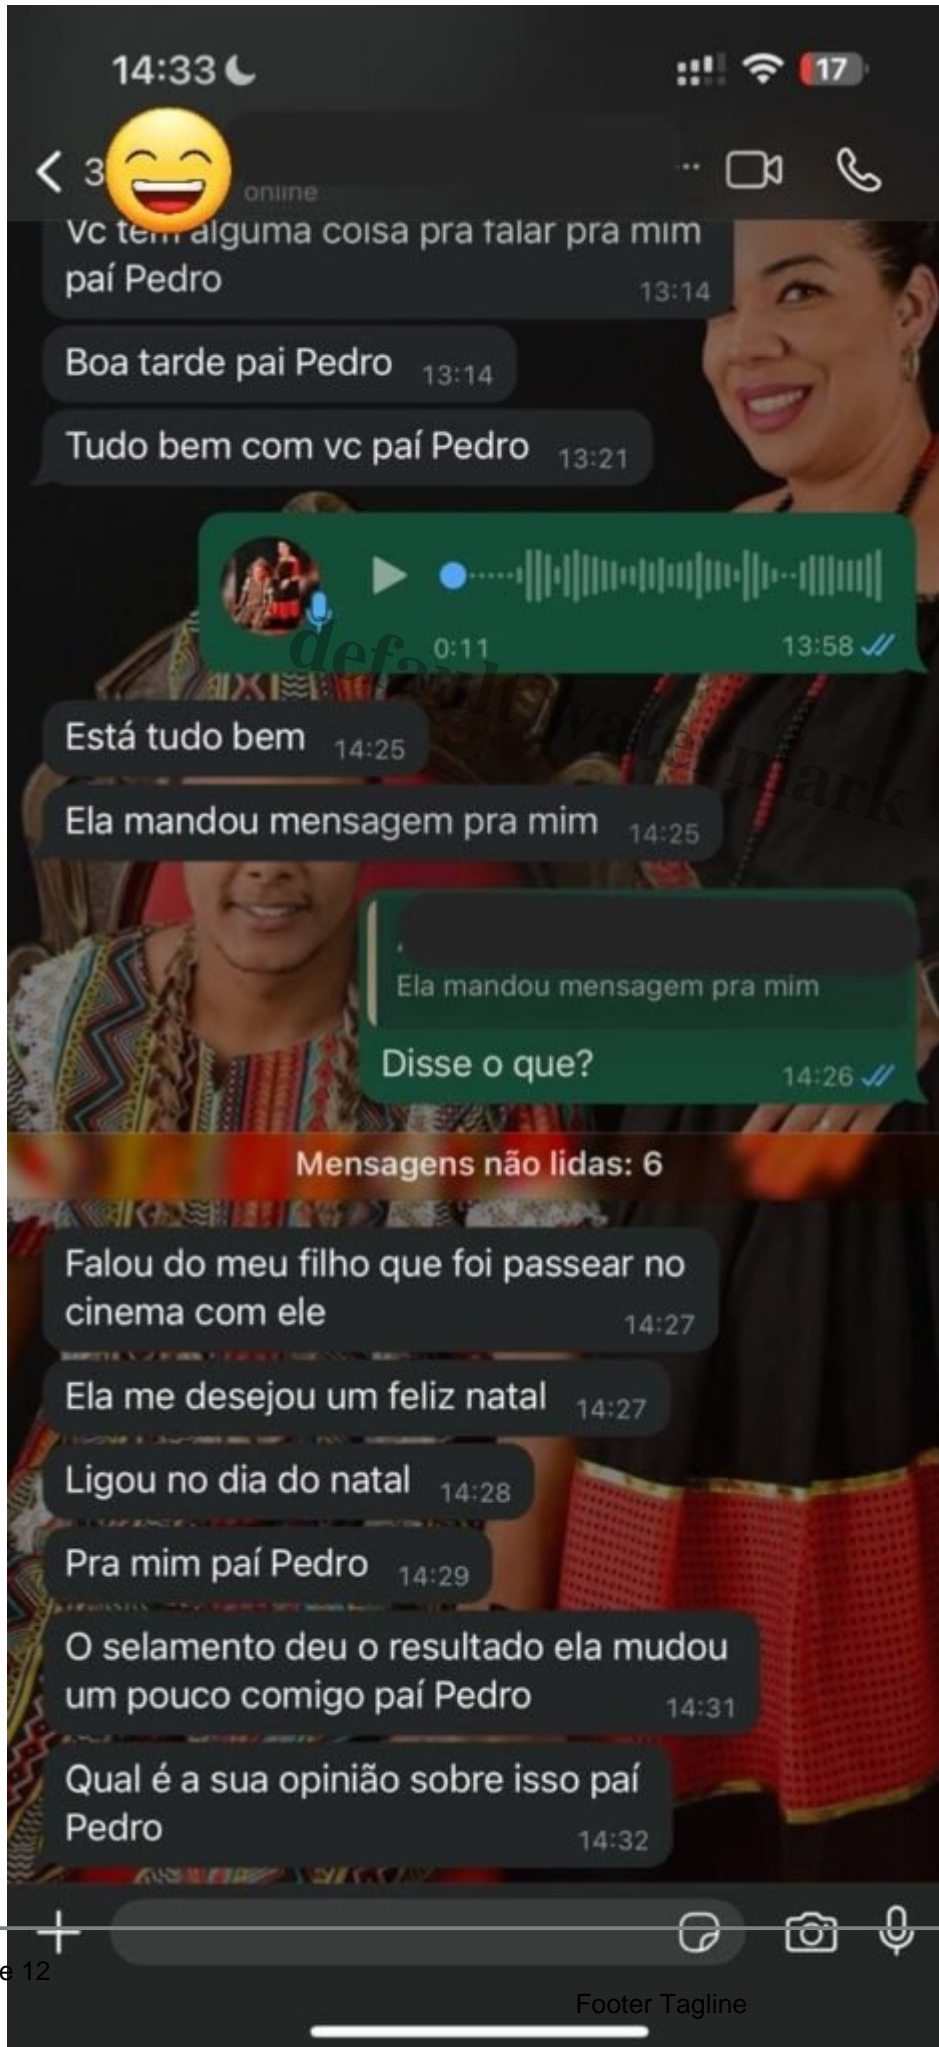 14:33
17
3
online
Vc tem alguma coisa pra falar pra mim
paí Pedro
13:14
Boa tarde pai Pedro 13:14
Tudo bem com vc paí Pedro 13:21
0:11 13:58
default watermark
Está tudo bem 14:25
Ela mandou mensagem pra mim 14:25
Ela mandou mensagem pra mim
Disse o que?
14:26
Mensagens não lidas: 6
Falou do meu filho que foi passear no
cinema com ele
14:27
Ela me desejou um feliz natal 14:27
Ligou no dia do natal 14:28
Pra mim paí Pedro 14:29
O selamento deu o resultado ela mudou
um pouco comigo paí Pedro
14:31
Qual é a sua opinião sobre isso paí
Pedro
14:32
e 12
Footer Tagline